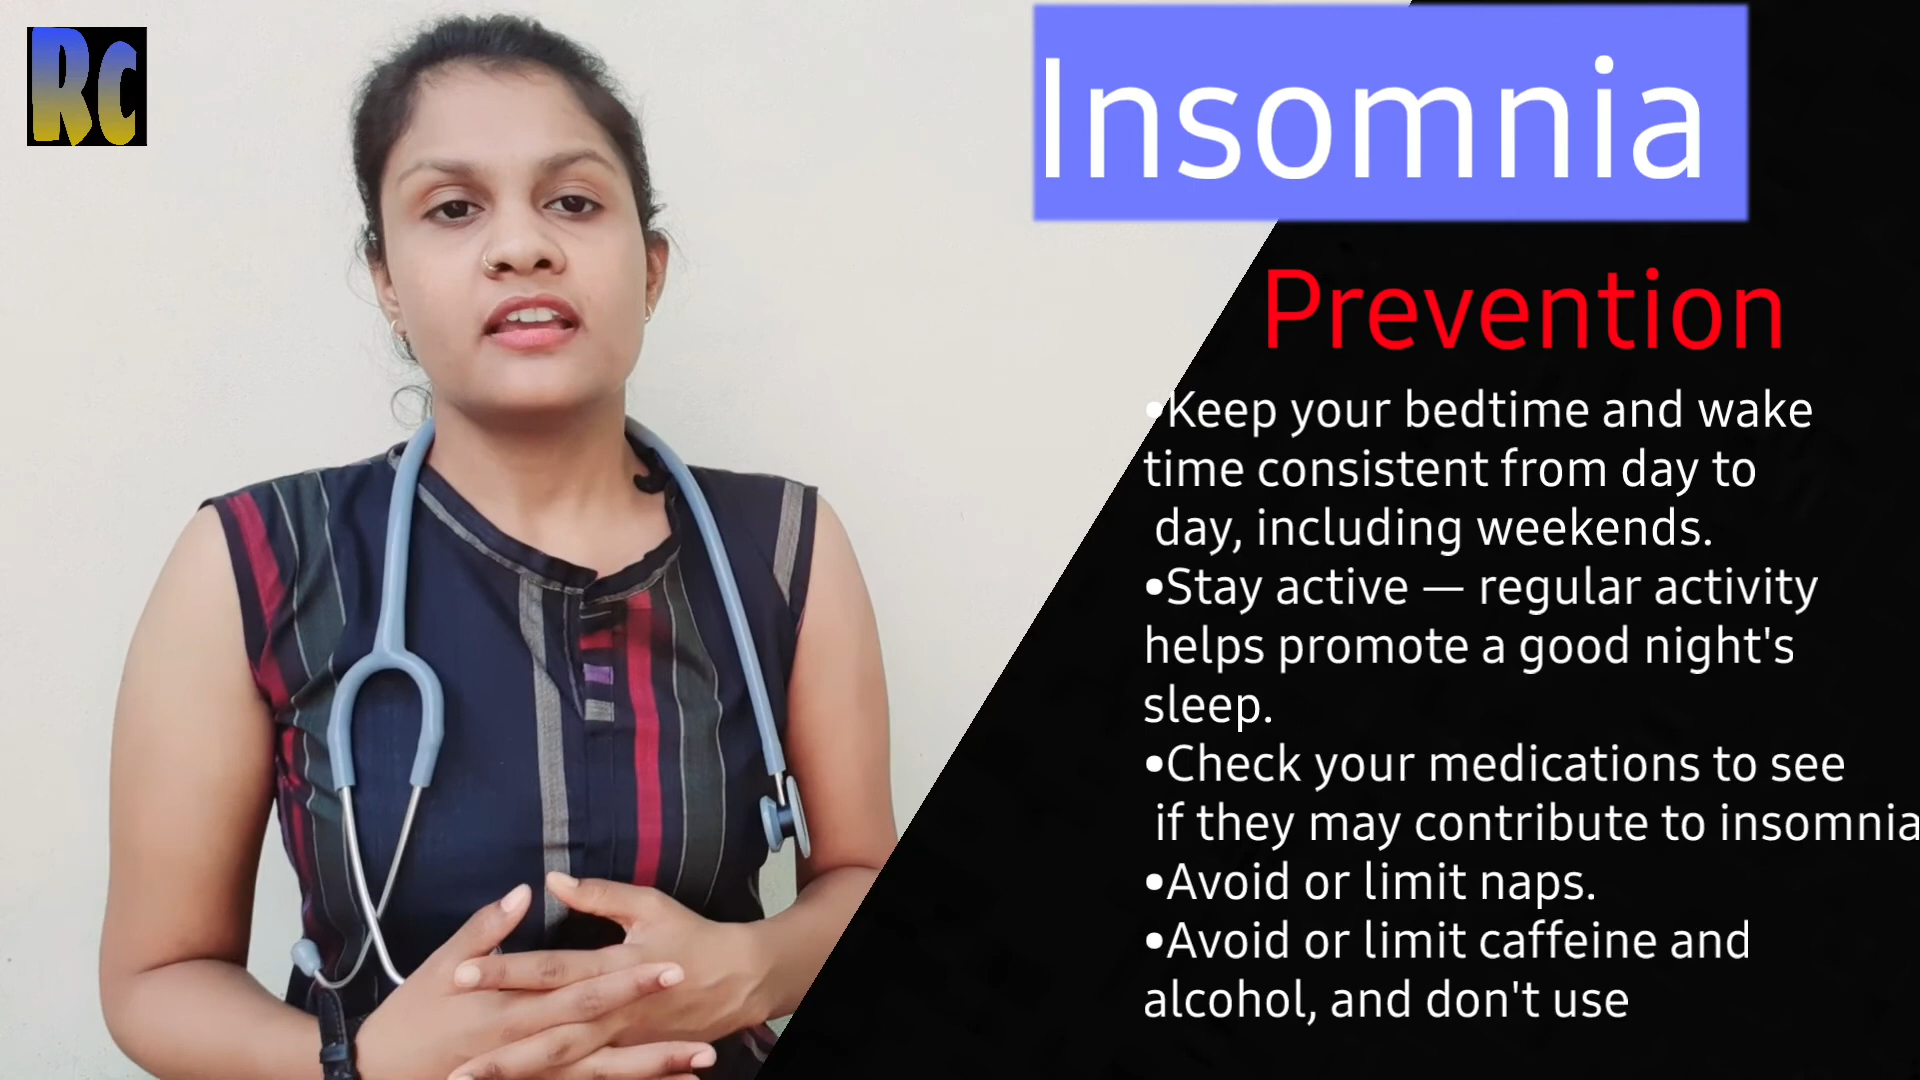 RC
Insomnia
Prevention
•Keep your bedtime and wake
time consistent from day to
day, including weekends.
•Stay active — regular activity
helps promote a good night's
sleep.
•Check your medications to see
if they may contribute to insomnia
•Avoid or limit naps.
•Avoid or limit caffeine and
alcohol, and don't use